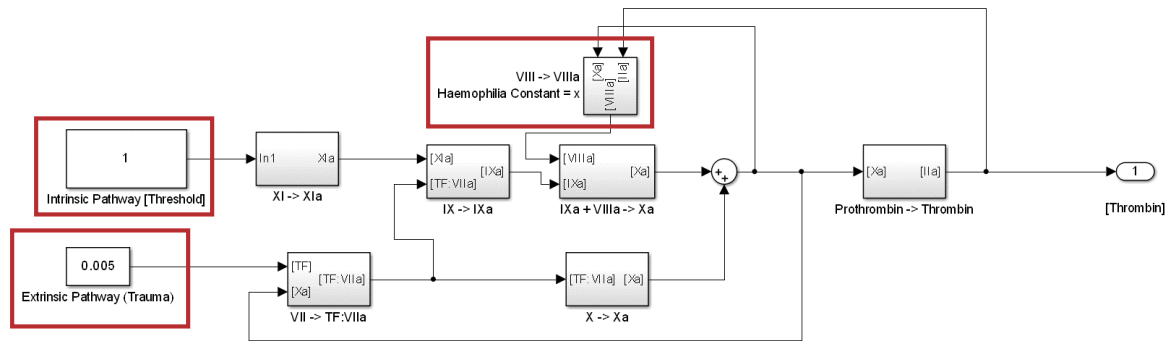 VIII -> VIIIa
Haemophilia Constant = x
[Xa]
[IIa]
[VIIIa]
1
Intrinsic Pathway [Threshold]
In1 XIa
XI -> XIa
[XIa]
[TF:VIIa]
[IXa]
IX -> IXa
[VIIIa]
[IXa]
[Xa]
IXa + VIIIa -> Xa
+
+
[Xa] [IIa]
Prothrombin -> Thrombin
1
[Thrombin]
0.005
Extrinsic Pathway (Trauma)
[TF]
[Xa]
[TF:VIIa]
VII -> TF:VIIa
[TF:VIIa] [Xa]
X -> Xa